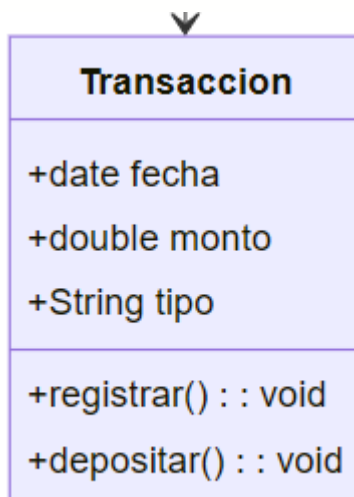 Transaccion
+date fecha
+double monto
+String tipo
+registrar() : : void
+depositar() : : void